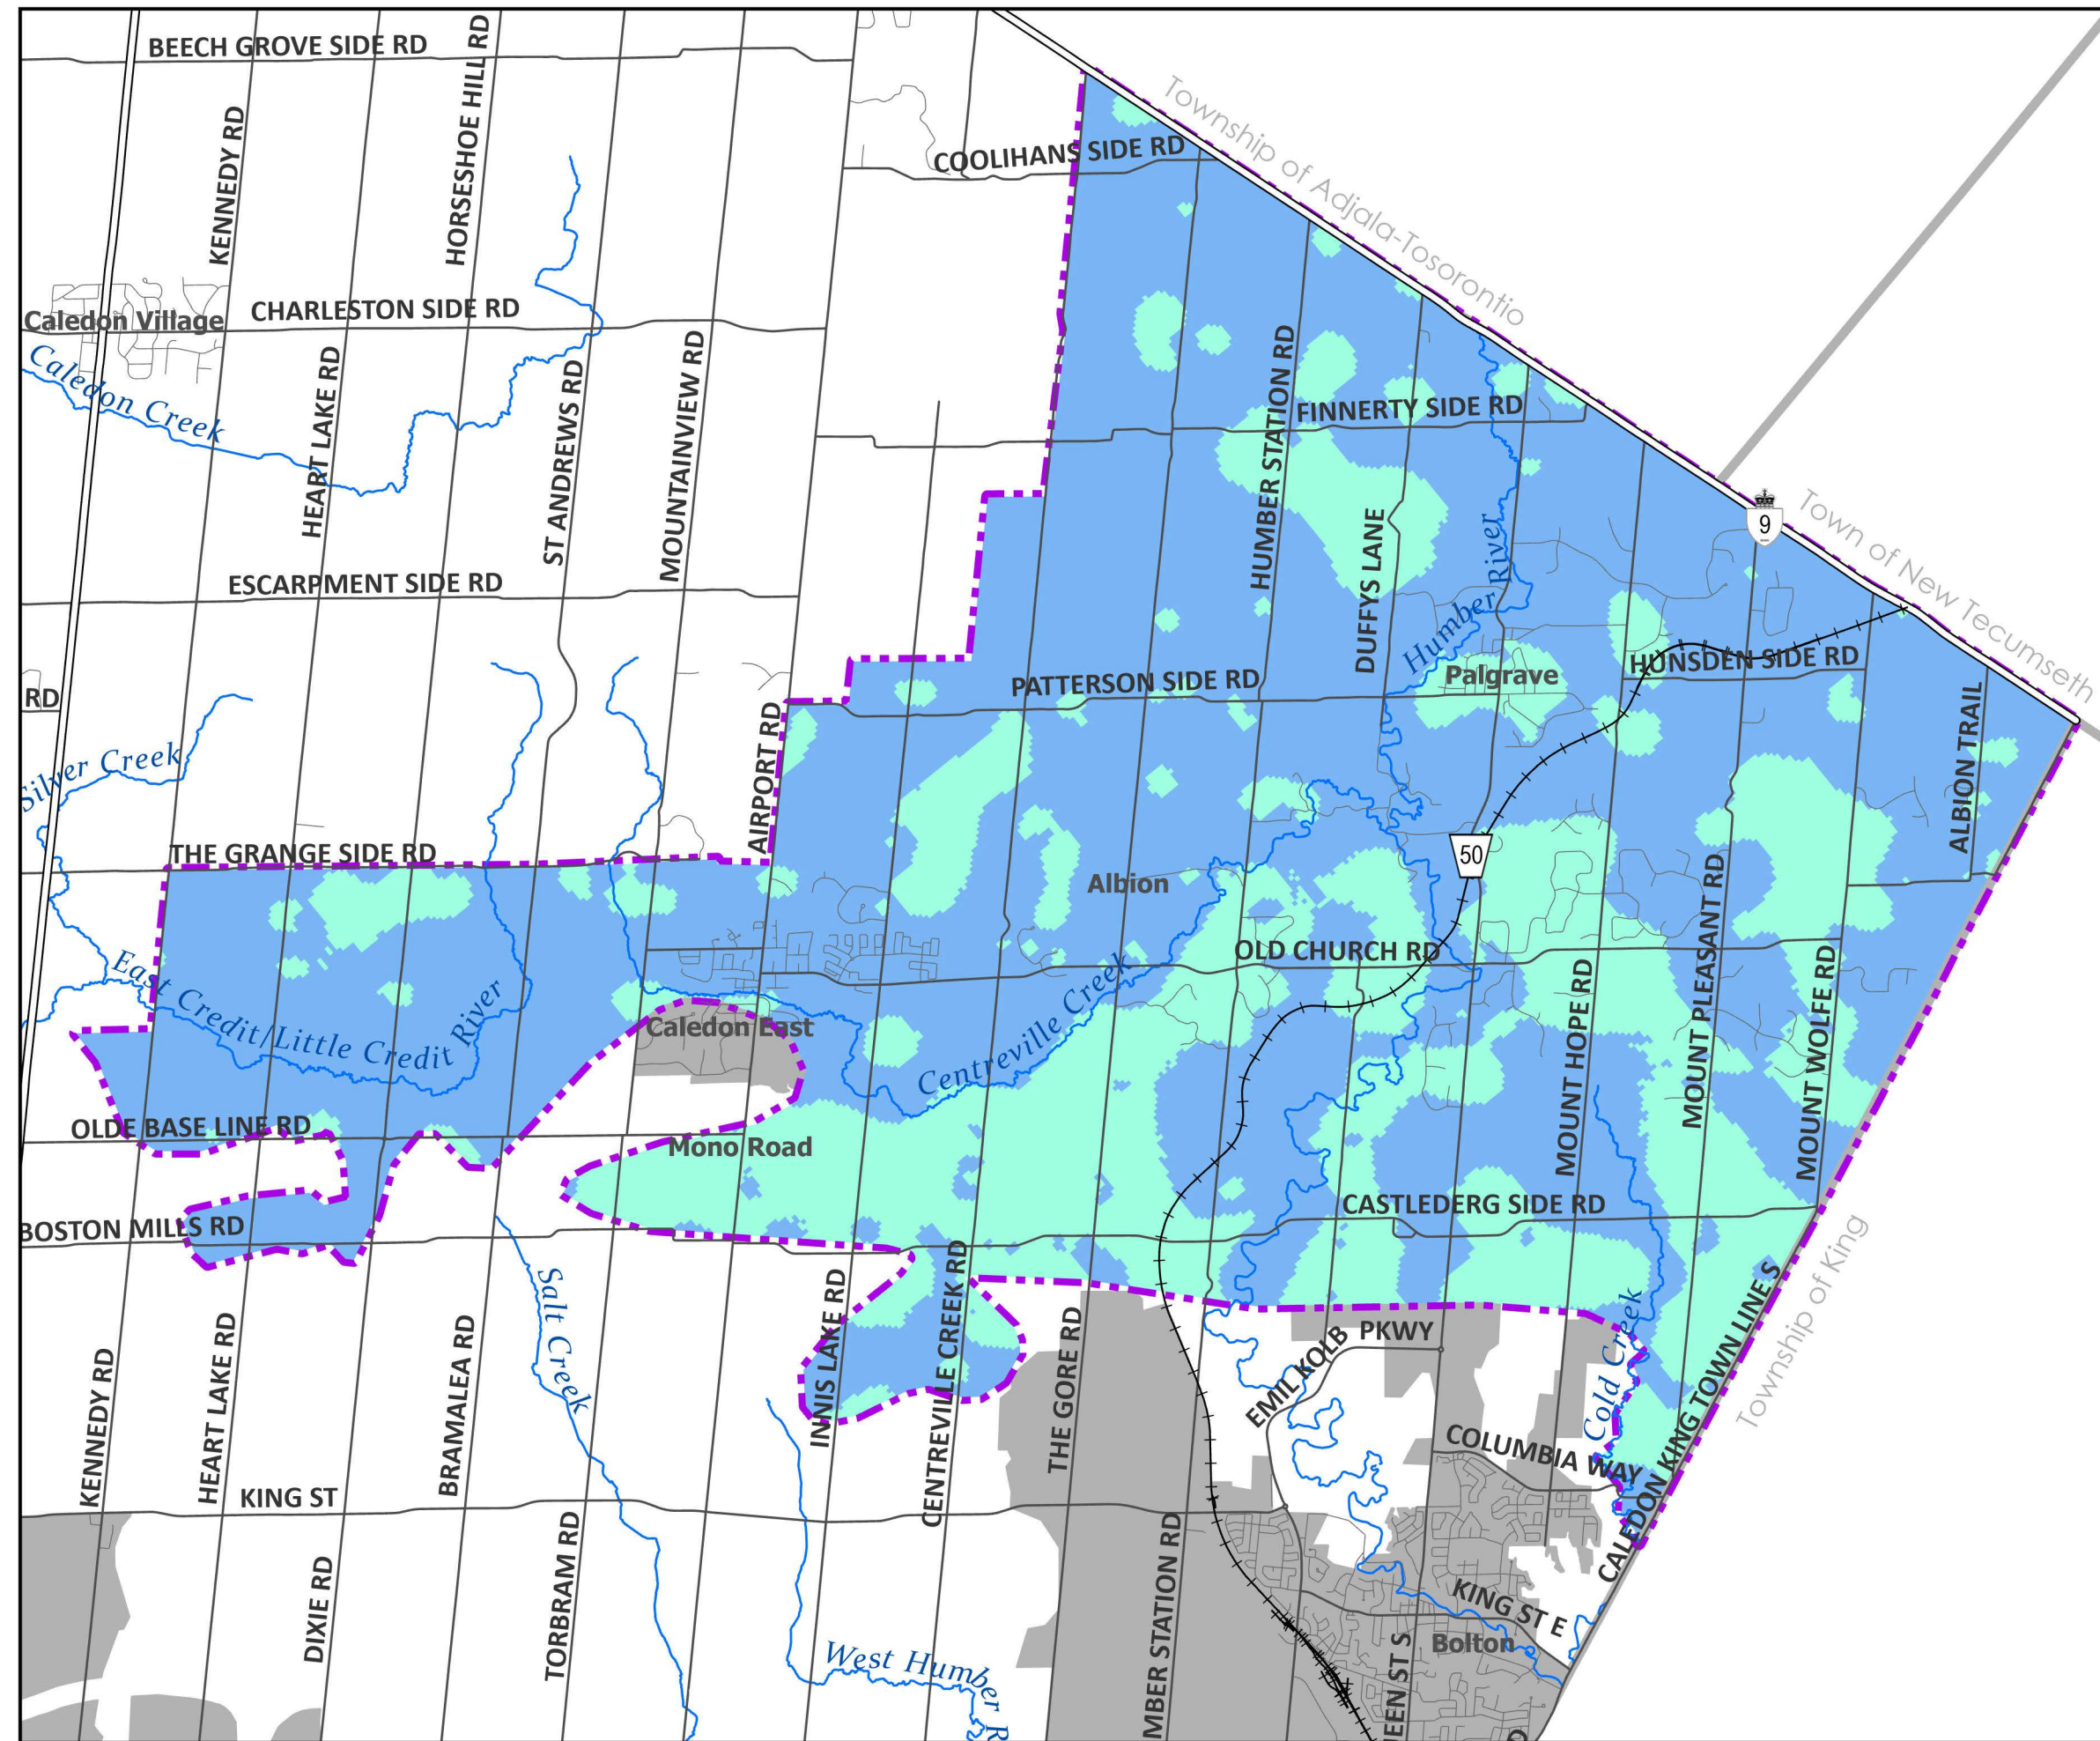 BEECH GROVE SIDE RD
KENNEDY RD
HORSESHOE HILL RD
COOLIHANS SIDE RD
Township of Adjala-Tosorontio
CHARLESTON SIDE RD
Caledon Village
Caledon Creek
HEART LAKE RD
ST ANDREWS RD
MOUNTAINVIEW RD
HUMBER STATION RD
FINNERTY SIDE RD
9
Town of New Tecumseth
ESCARPMENT SIDE RD
DUFFYS LANE
Humber River
HUNSDEN SIDE RD
Palgrave
PATTERSON SIDE RD
RD
Silver Creek
AIRPORT RD
ALBION TRAIL
THE GRANGE SIDE RD
50
Albion
MOUNT PLEASANT RD
OLD CHURCH RD
East Credit/Little Credit River
Caledon East
Centreville Creek
MOUNT HOPE RD
MOUNT WOLFE RD
OLDE BASE LINE RD
Mono Road
CASTLEDERG SIDE RD
BOSTON MILLS RD
Salt Creek
INNIS LAKE RD
CENTREVILLE CREEK RD
THE GORE RD
EMIL KOLB PKWY
Cold Creek
CALEDON KING TOWN LINE S
Township of King
KENNEDY RD
HEART LAKE RD
BRAMALEA RD
COLUMBIA WAY
KING ST
DIXIE RD
TORBRAM RD
MBER STATION RD
KING ST E
Bolton
UEEN ST S
West Humber R
D